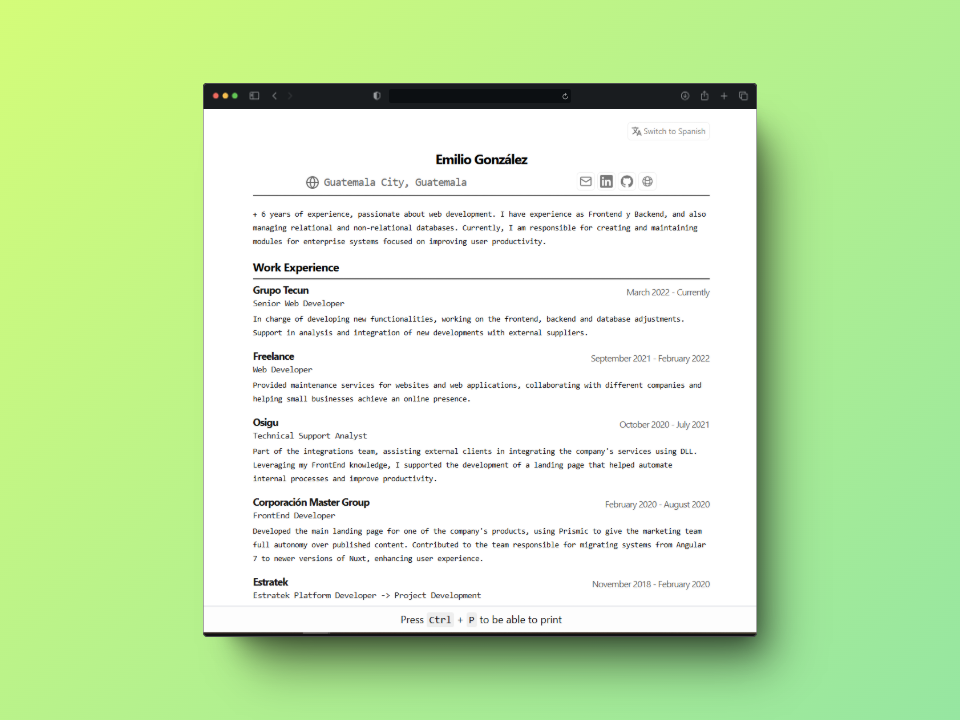 Switch to Spanish
Emilio González
Guatemala City, Guatemala
+ 6 years of experience, passionate about web development. I have experience as Frontend y Backend, and also
managing relational and non-relational databases. Currently, I am responsible for creating and maintaining
modules for enterprise systems focused on improving user productivity.
Work Experience
Grupo Tecun March 2022 - Currently
Senior Web Developer
In charge of developing new functionalities, working on the frontend, backend and database adjustments.
Support in analysis and integration of new developments with external suppliers.
Freelance September 2021 - February 2022
Web Developer
Provided maintenance services for websites and web applications, collaborating with different companies and
helping small businesses achieve an online presence.
Osigu October 2020 - July 2021
Technical Support Analyst
Part of the integrations team, assisting external clients in integrating the company's services using DLL.
Leveraging my FrontEnd knowledge, I supported the development of a landing page that helped automate
internal processes and improve productivity.
Corporación Master Group February 2020 - August 2020
FrontEnd Developer
Developed the main landing page for one of the company's products, using Prismic to give the marketing team
full autonomy over published content. Contributed to the team responsible for migrating systems from Angular
7 to newer versions of Nuxt, enhancing user experience.
Estratek November 2018 - February 2020
Estratek Platform Developer -> Project Development
Press Ctrl + P to be able to print